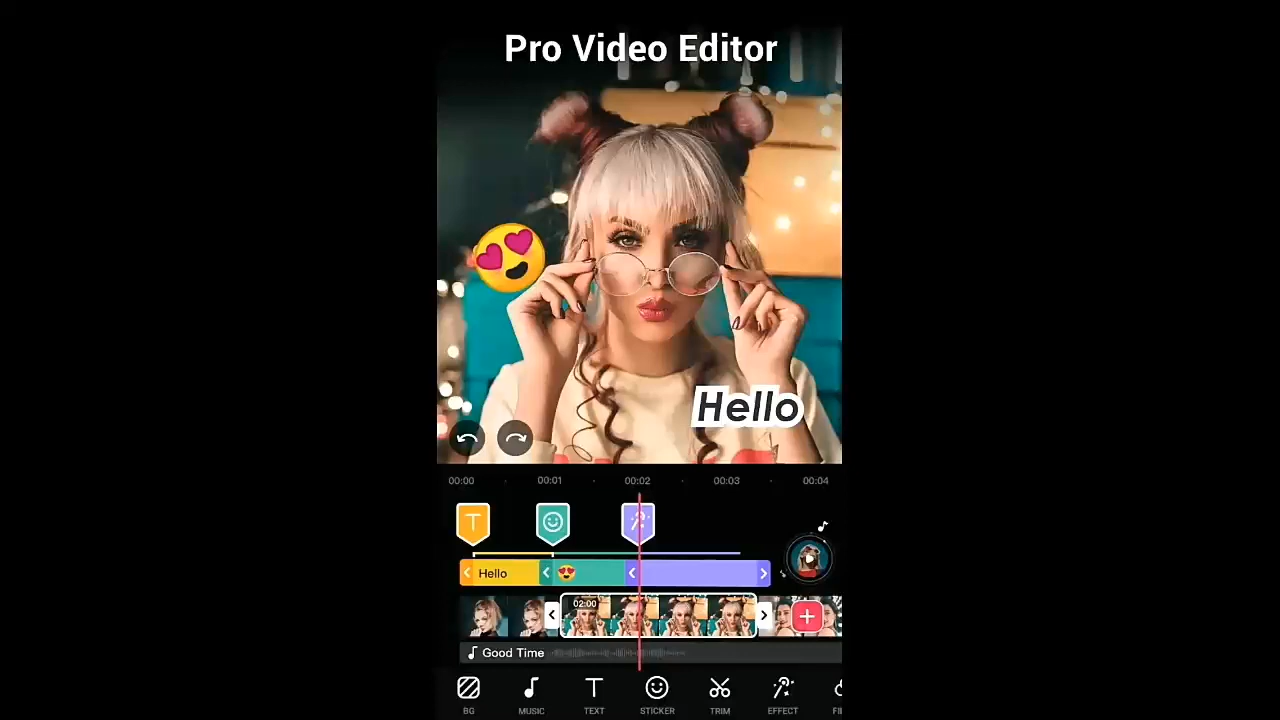 Pro Video Editor
Hello
00:00 00:01 00:02 00:03 00:04
T
Hello
02:00
Good Time
BG MUSIC TEXT STICKER TRIM EFFECT FI